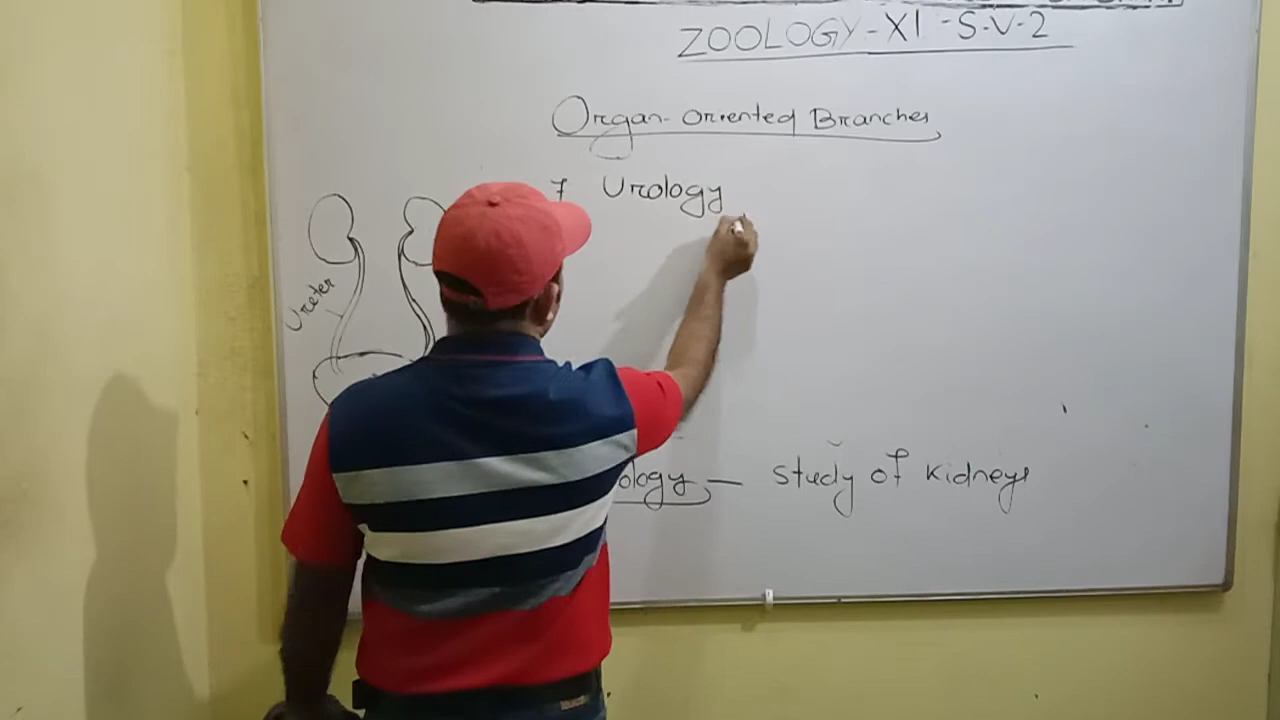 ZOOLOGY-XI-S-V-2
Organ-Oriented Branches
7 Urology
Ureter
ology — study of kidneys